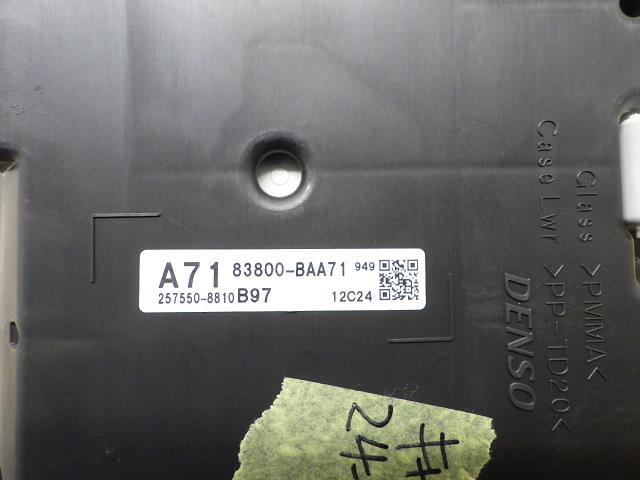 A71 83800-BAA71 949
257550-8810 B97 12C24
Glass >PMMA<
Case Lwr >PP-TD20<
DENSO
#
24